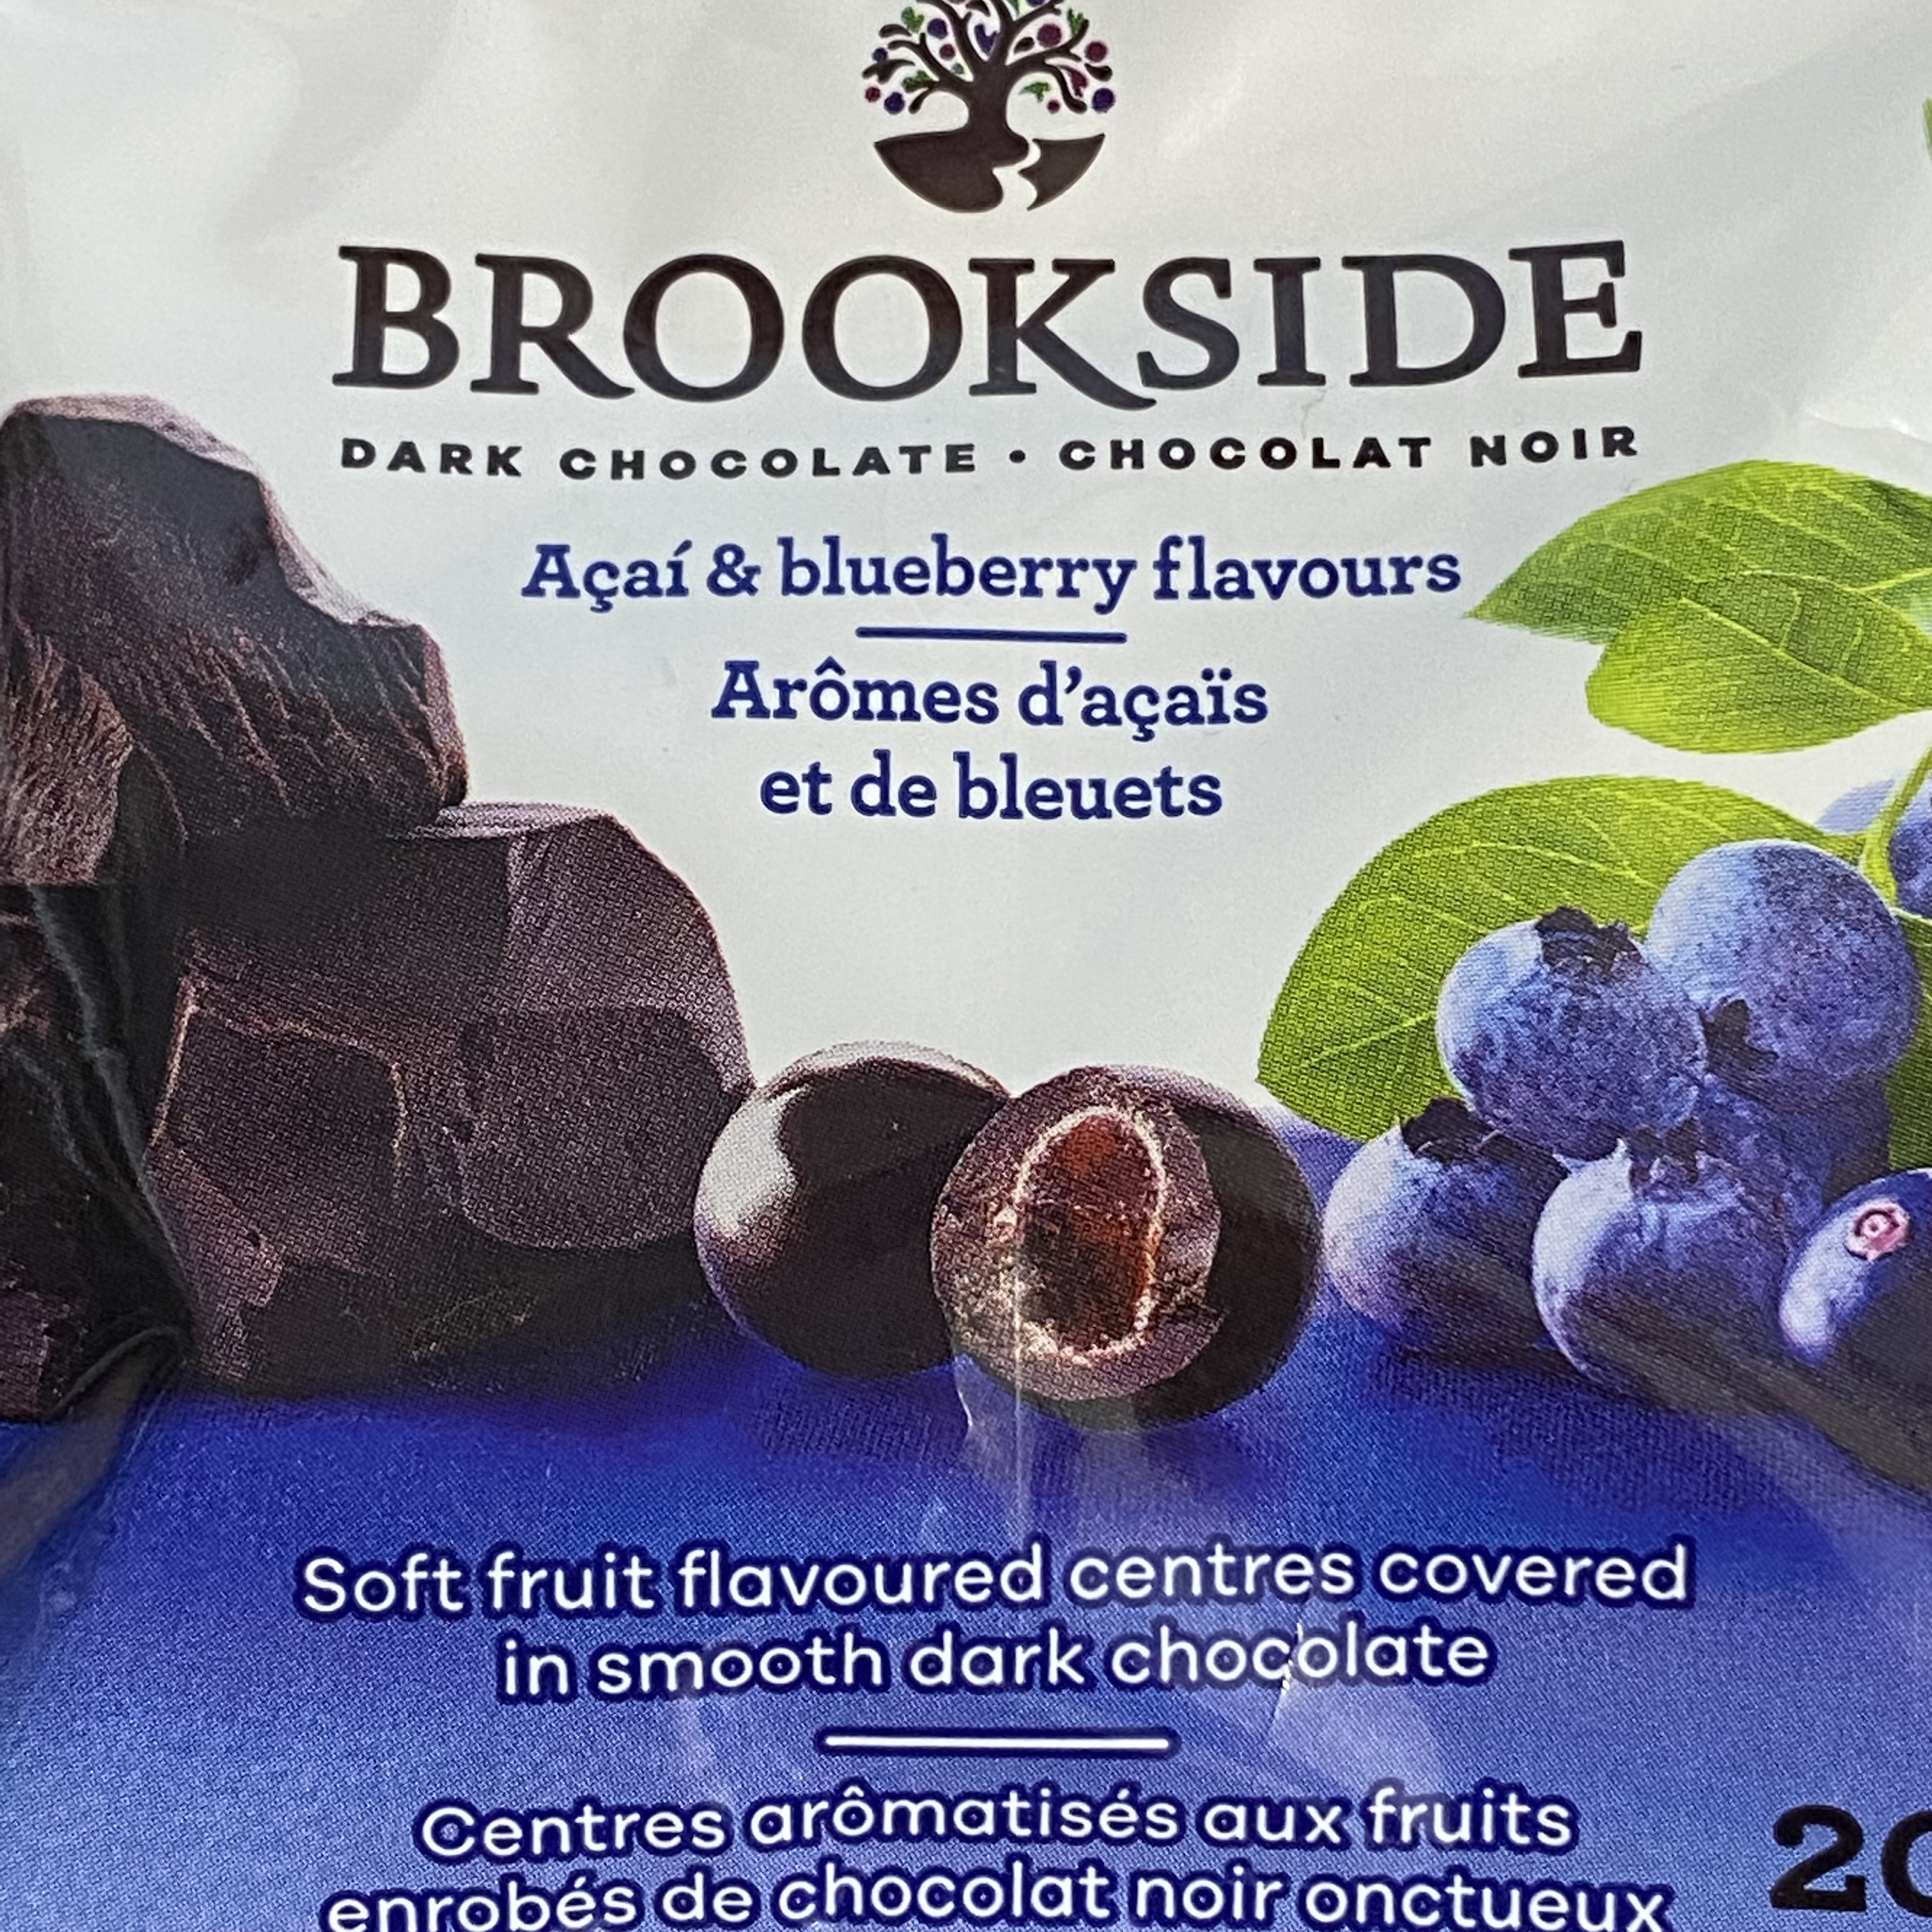 BROOKSIDE
DARK CHOCOLATE • CHOCOLAT NOIR
Açaí & blueberry flavours
Arômes d'açaïs
et de bleuets
Soft fruit flavoured centres covered
in smooth dark chocolate
Centres arômatisés aux fruits
enrobés de chocolat noir onctueux